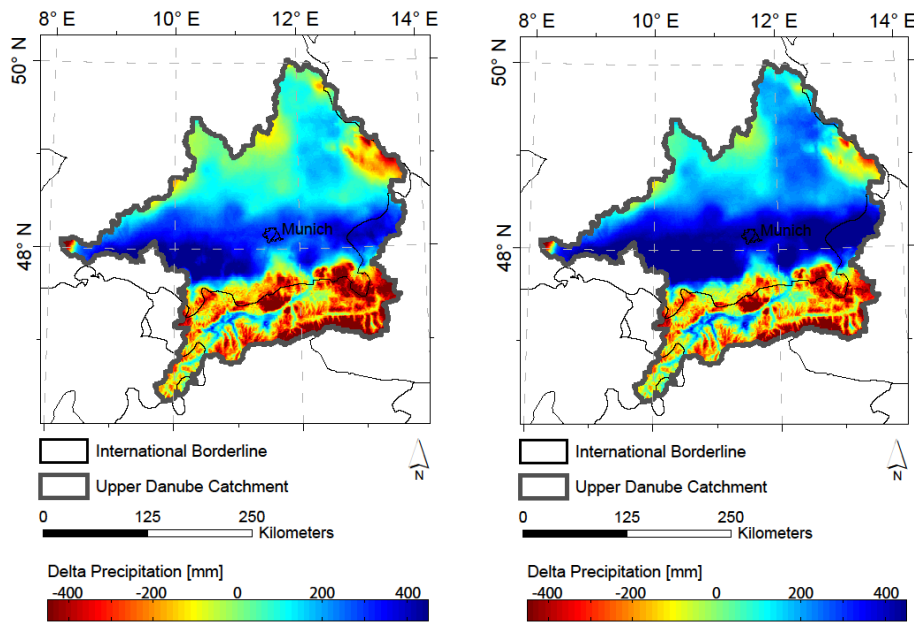 8° E 10° E 12° E 14° E
50° N
Munich
48° N
International Borderline
N
Upper Danube Catchment
0 125 250
Kilometers
Delta Precipitation [mm]
-400 -200 0 200 400
8° E 10° E 12° E 14° E
50° N
Munich
48° N
International Borderline
N
Upper Danube Catchment
0 125 250
Kilometers
Delta Precipitation [mm]
-400 -200 0 200 400